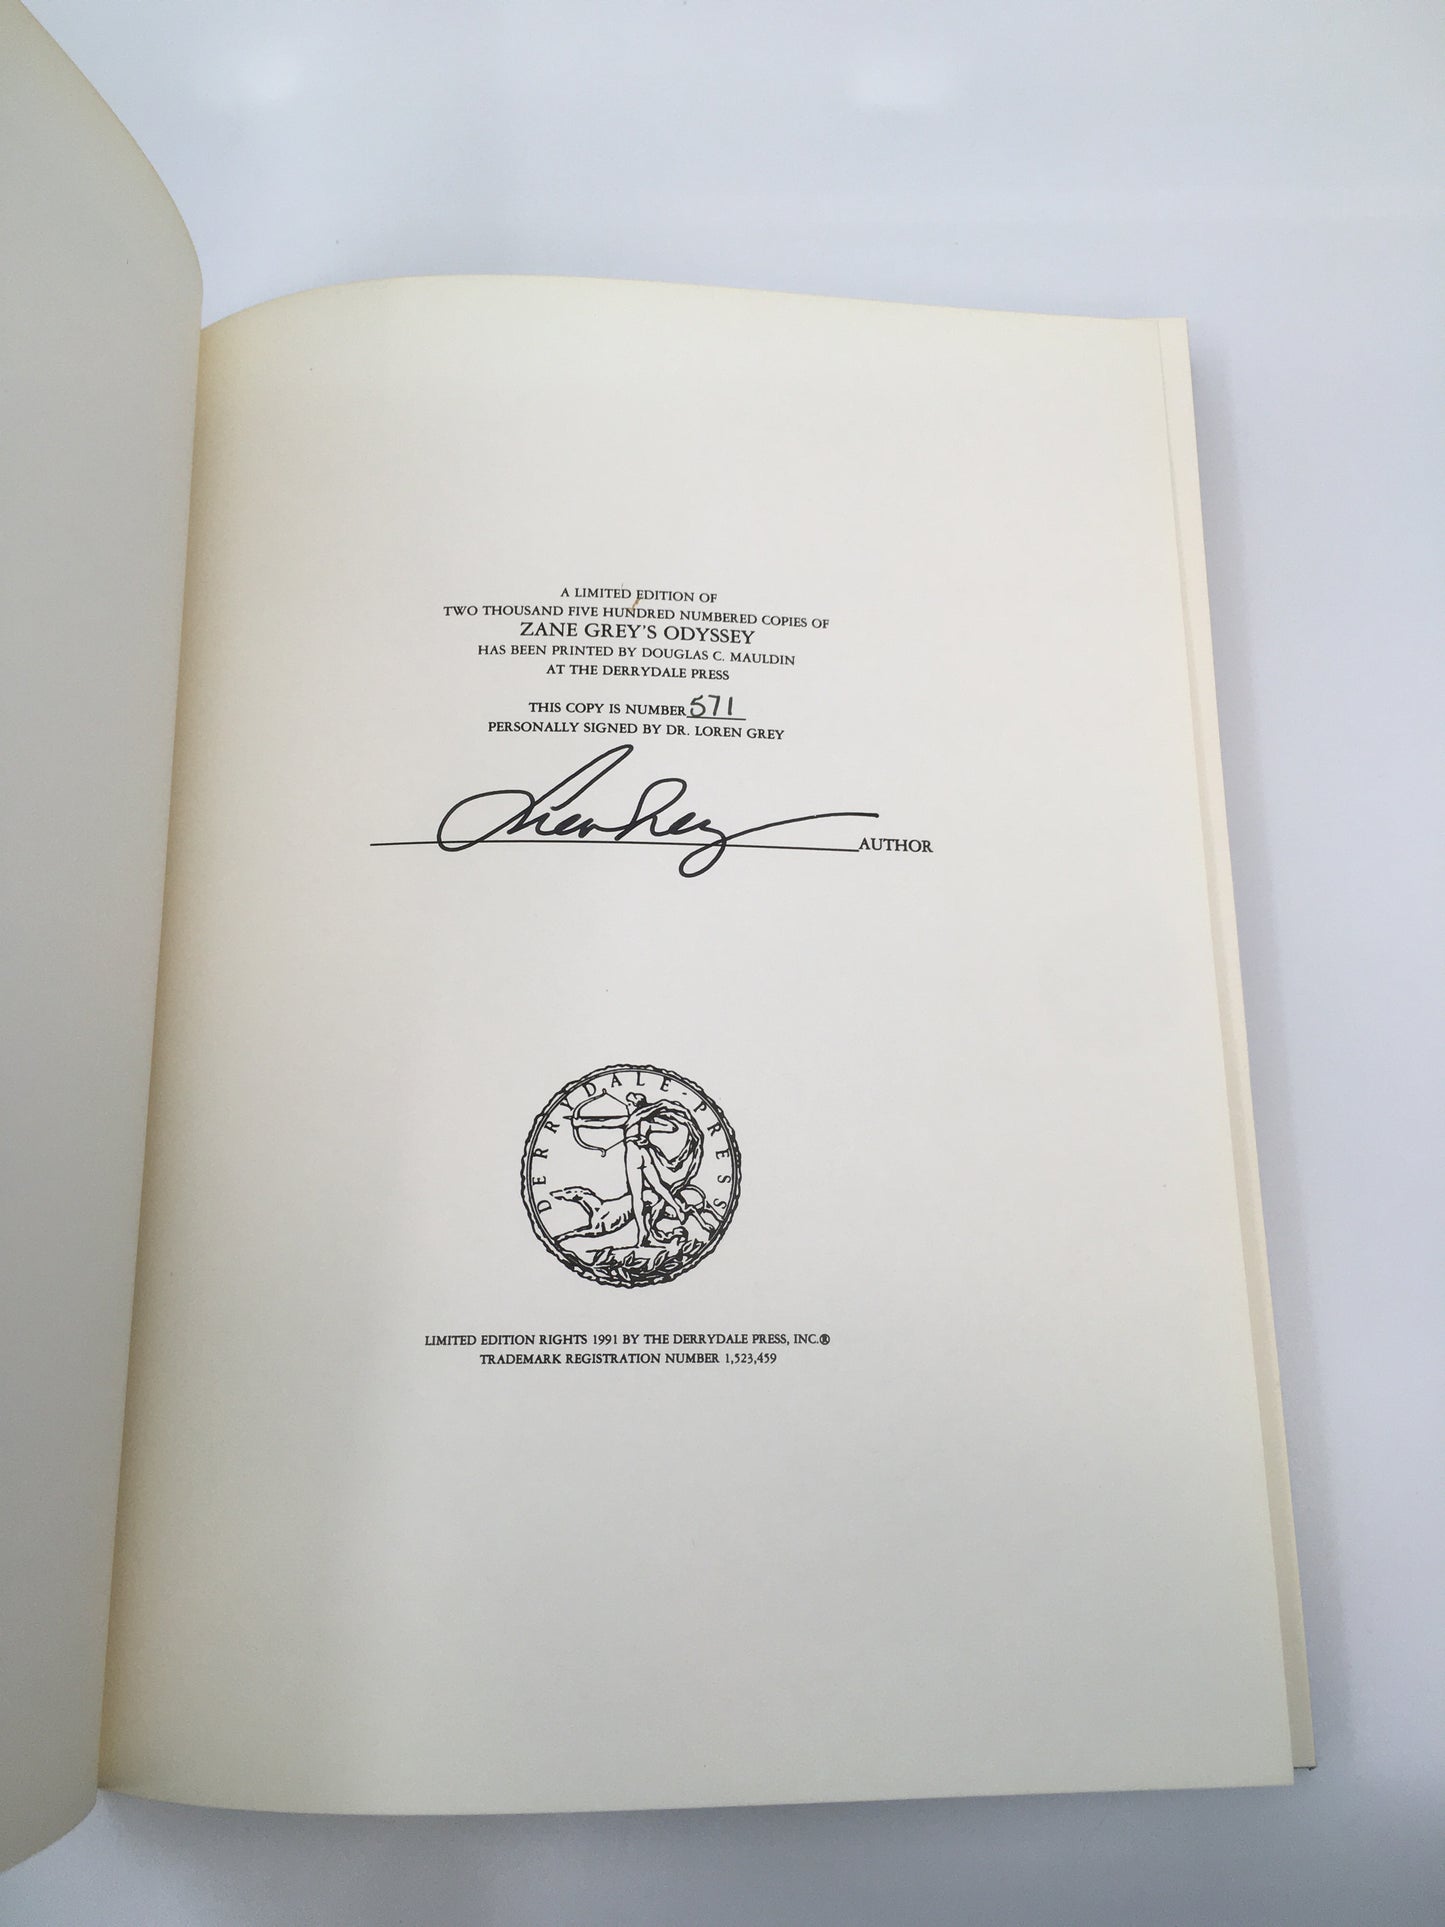 A LIMITED EDITION OF
TWO THOUSAND FIVE HUNDRED NUMBERED COPIES OF
ZANE GREY'S ODYSSEY
HAS BEEN PRINTED BY DOUGLAS C. MAULDIN
AT THE DERRYDALE PRESS
THIS COPY IS NUMBER 571
PERSONALLY SIGNED BY DR. LOREN GREY
Loren Grey AUTHOR
DERRYDALE-PRESS
LIMITED EDITION RIGHTS 1991 BY THE DERRYDALE PRESS, INC.®
TRADEMARK REGISTRATION NUMBER 1,523,459